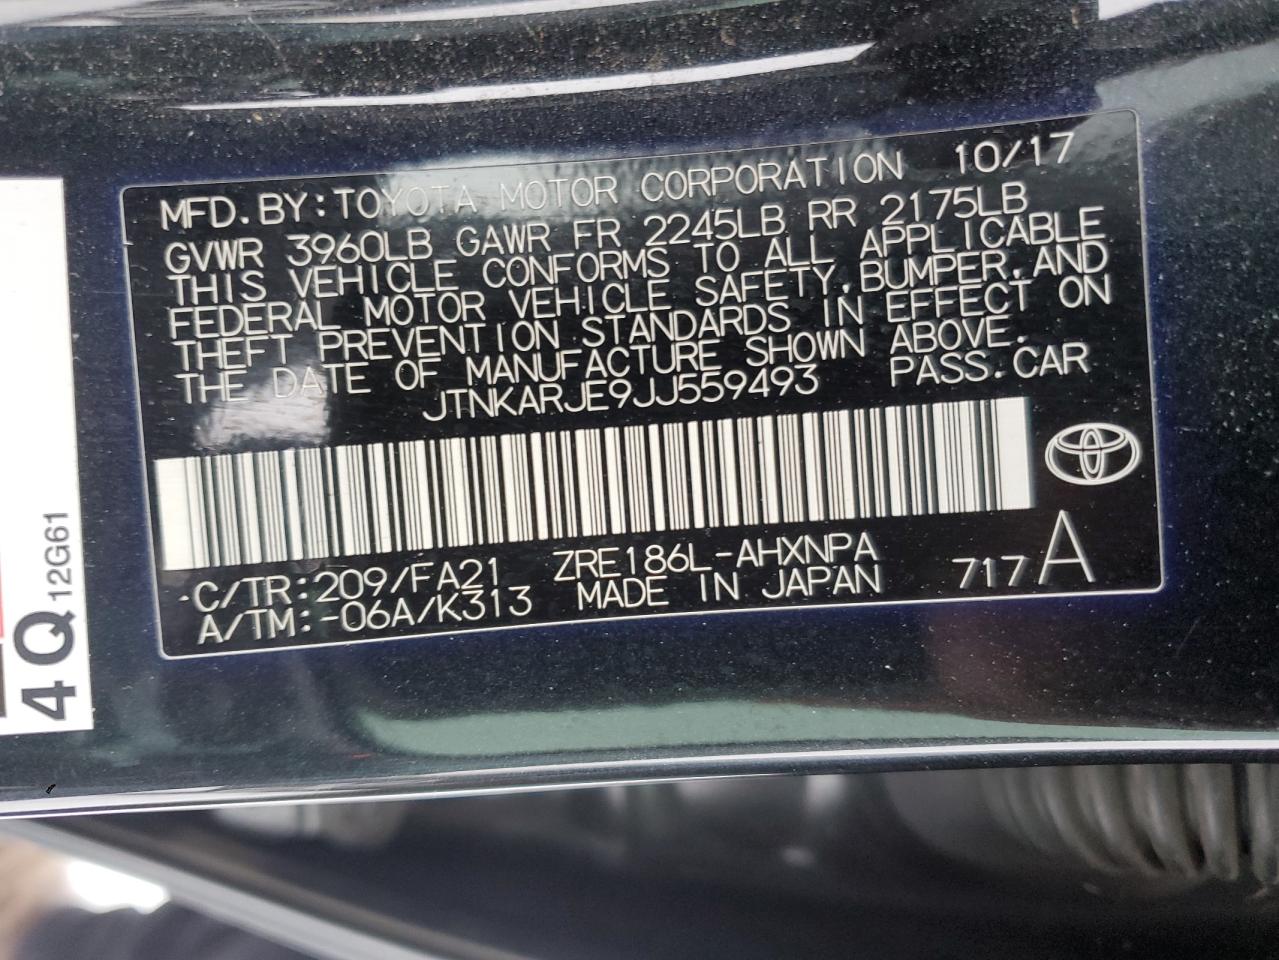 MFD. BY: TOYOTA MOTOR CORPORATION 10/17
GVWR 3960LB GAWR FR 2245LB RR 2175LB
THIS VEHICLE CONFORMS TO ALL APPLICABLE
FEDERAL MOTOR VEHICLE SAFETY, BUMPER, AND
THEFT PREVENTION STANDARDS IN EFFECT ON
THE DATE OF MANUFACTURE SHOWN ABOVE.
JTNKARJE9JJ559493 PASS. CAR
C/TR: 209/FA21 ZRE186L-AHXNPA
A/TM: -06A/K313 MADE IN JAPAN 717 A
4Q 12G61